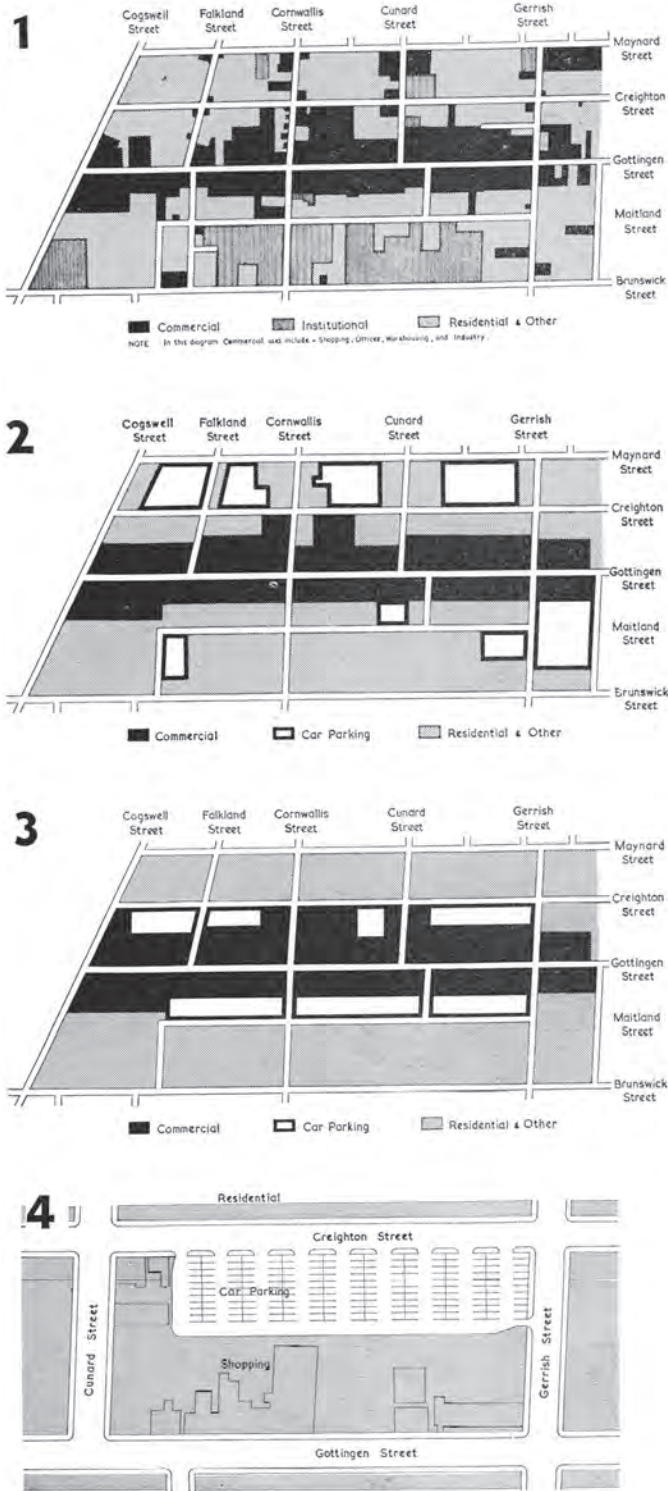 1
Cogswell Street
Falkland Street
Cornwallis Street
Cunard Street
Gerrish Street
Maynard Street
Creighton Street
Gottingen Street
Maitland Street
Brunswick Street
Commercial
Institutional
Residential & Other
NOTE In this diagram Commercial uses include - Shopping, Offices, Warehousing, and Industry.
2
Cogswell Street
Falkland Street
Cornwallis Street
Cunard Street
Gerrish Street
Maynard Street
Creighton Street
Gottingen Street
Maitland Street
Brunswick Street
Commercial
Car Parking
Residential & Other
3
Cogswell Street
Falkland Street
Cornwallis Street
Cunard Street
Gerrish Street
Maynard Street
Creighton Street
Gottingen Street
Maitland Street
Brunswick Street
Commercial
Car Parking
Residential & Other
4
Residential
Creighton Street
Car Parking
Cunard Street
Shopping
Gerrish Street
Gottingen Street